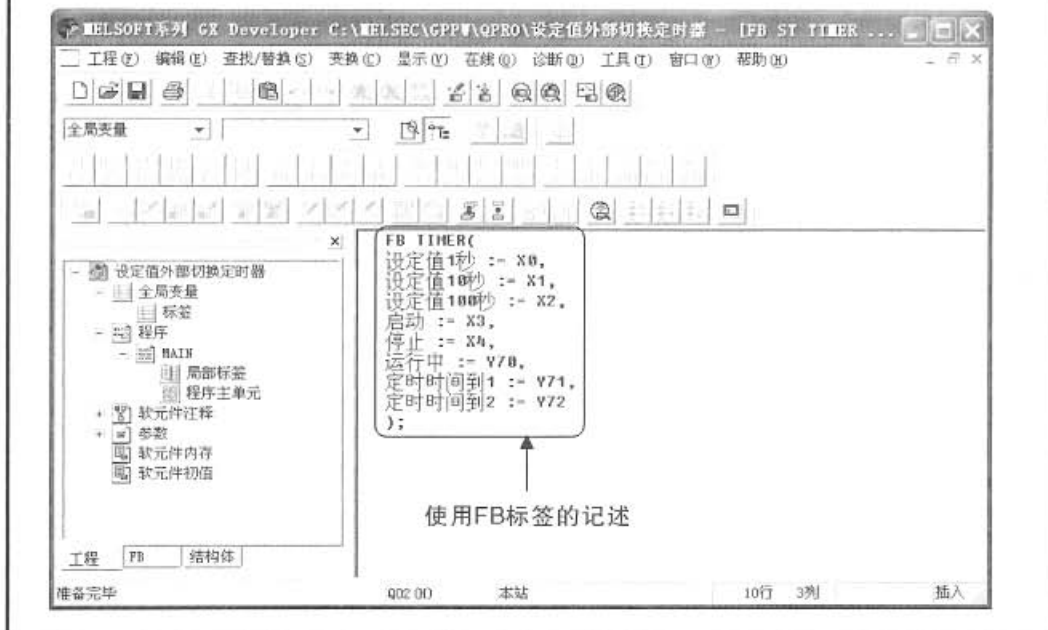 MELSOFT系列 GX Developer C:\MELSEC\GPPW\QPRO\设定值外部切换定时器 - [FB ST TIMER ...
工程(F) 编辑(E) 查找/替换(S) 变换(C) 显示(V) 在线(O) 诊断(D) 工具(T) 窗口(W) 帮助(H)
全局变量
设定值外部切换定时器
全局变量
标签
程序
MAIN
局部标签
程序主单元
软元件注释
参数
软元件内存
软元件初值
工程 FB 结构体
FB TIMER(
设定值1秒 := X0,
设定值10秒 := X1,
设定值100秒 := X2,
启动 := X3,
停止 := X4,
运行中 := Y70,
定时时间到1 := Y71,
定时时间到2 := Y72
);
使用FB标签的记述
准备完毕 本站 10行 3列 插入